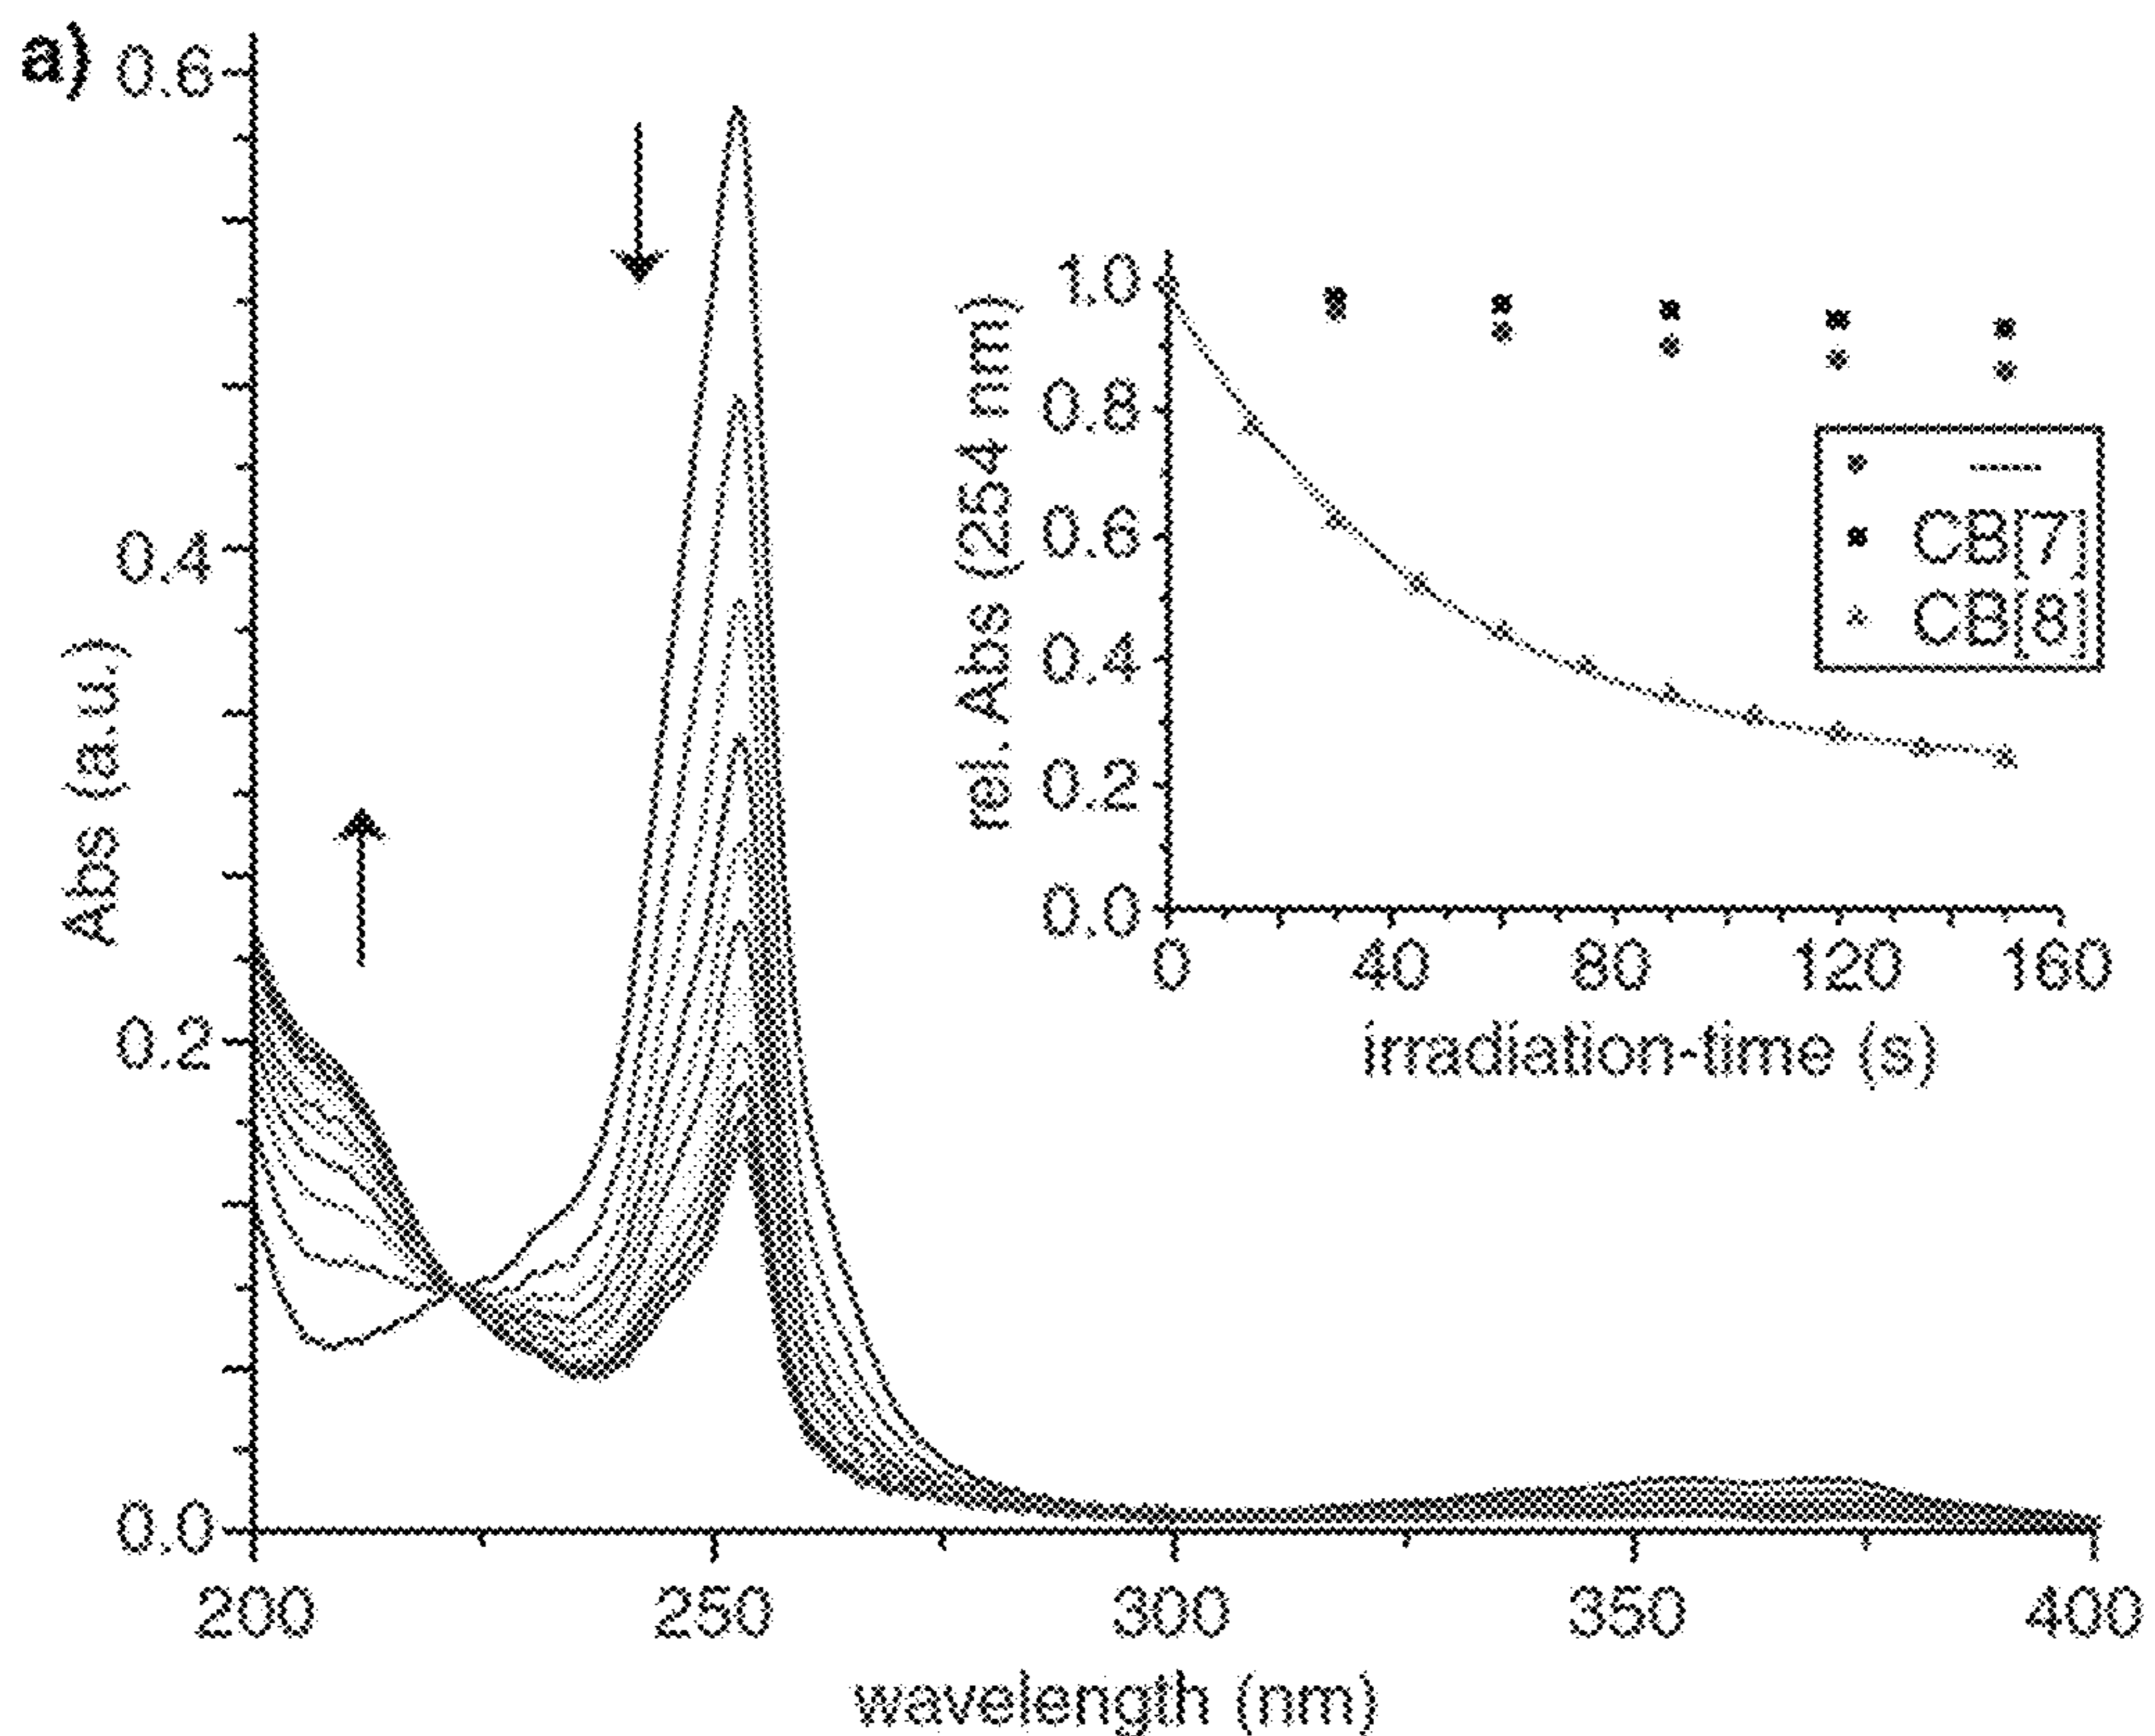 a)
0.6
0.4
0.2
0.0
Abs (a.u.)
200 250 300 350 400
wavelength (nm)
1.0
0.8
0.6
0.4
0.2
0.0
rel. Abs (254 nm)
0 40 80 120 160
irradiation-time (s)
CB[7]
CB[8]